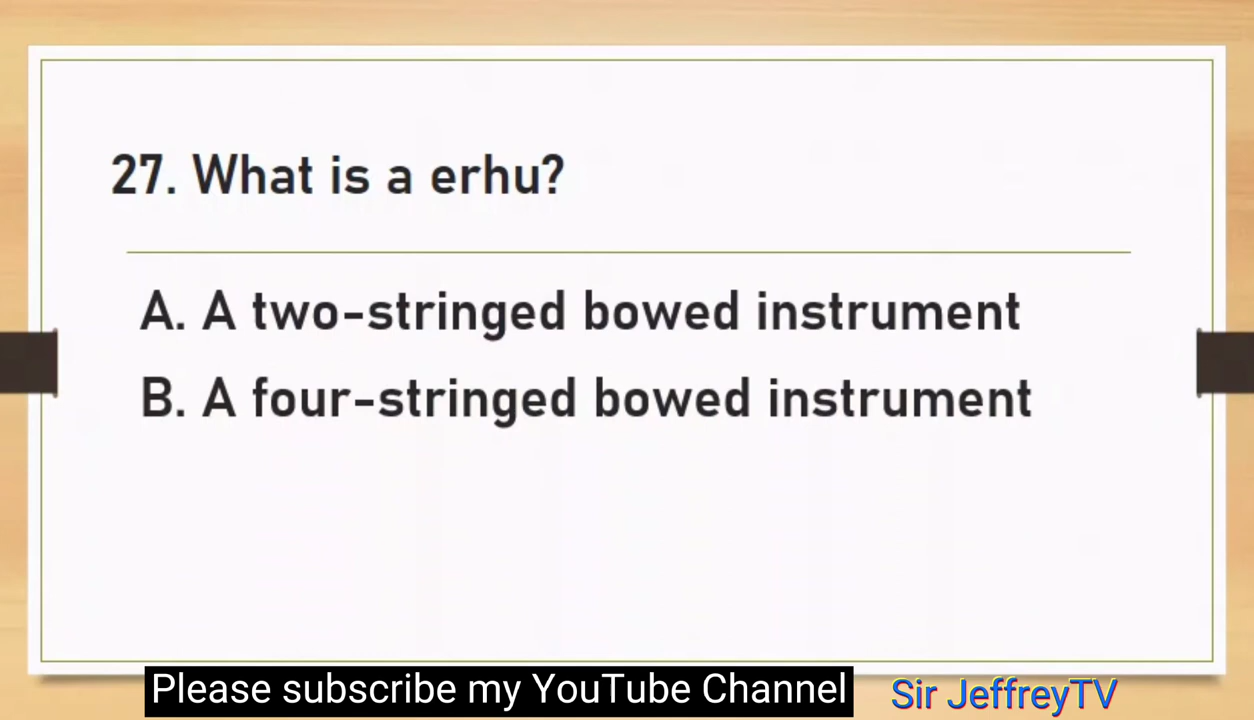 27. What is a erhu?
A. A two-stringed bowed instrument
B. A four-stringed bowed instrument
Please subscribe my YouTube Channel
Sir JeffreyTV